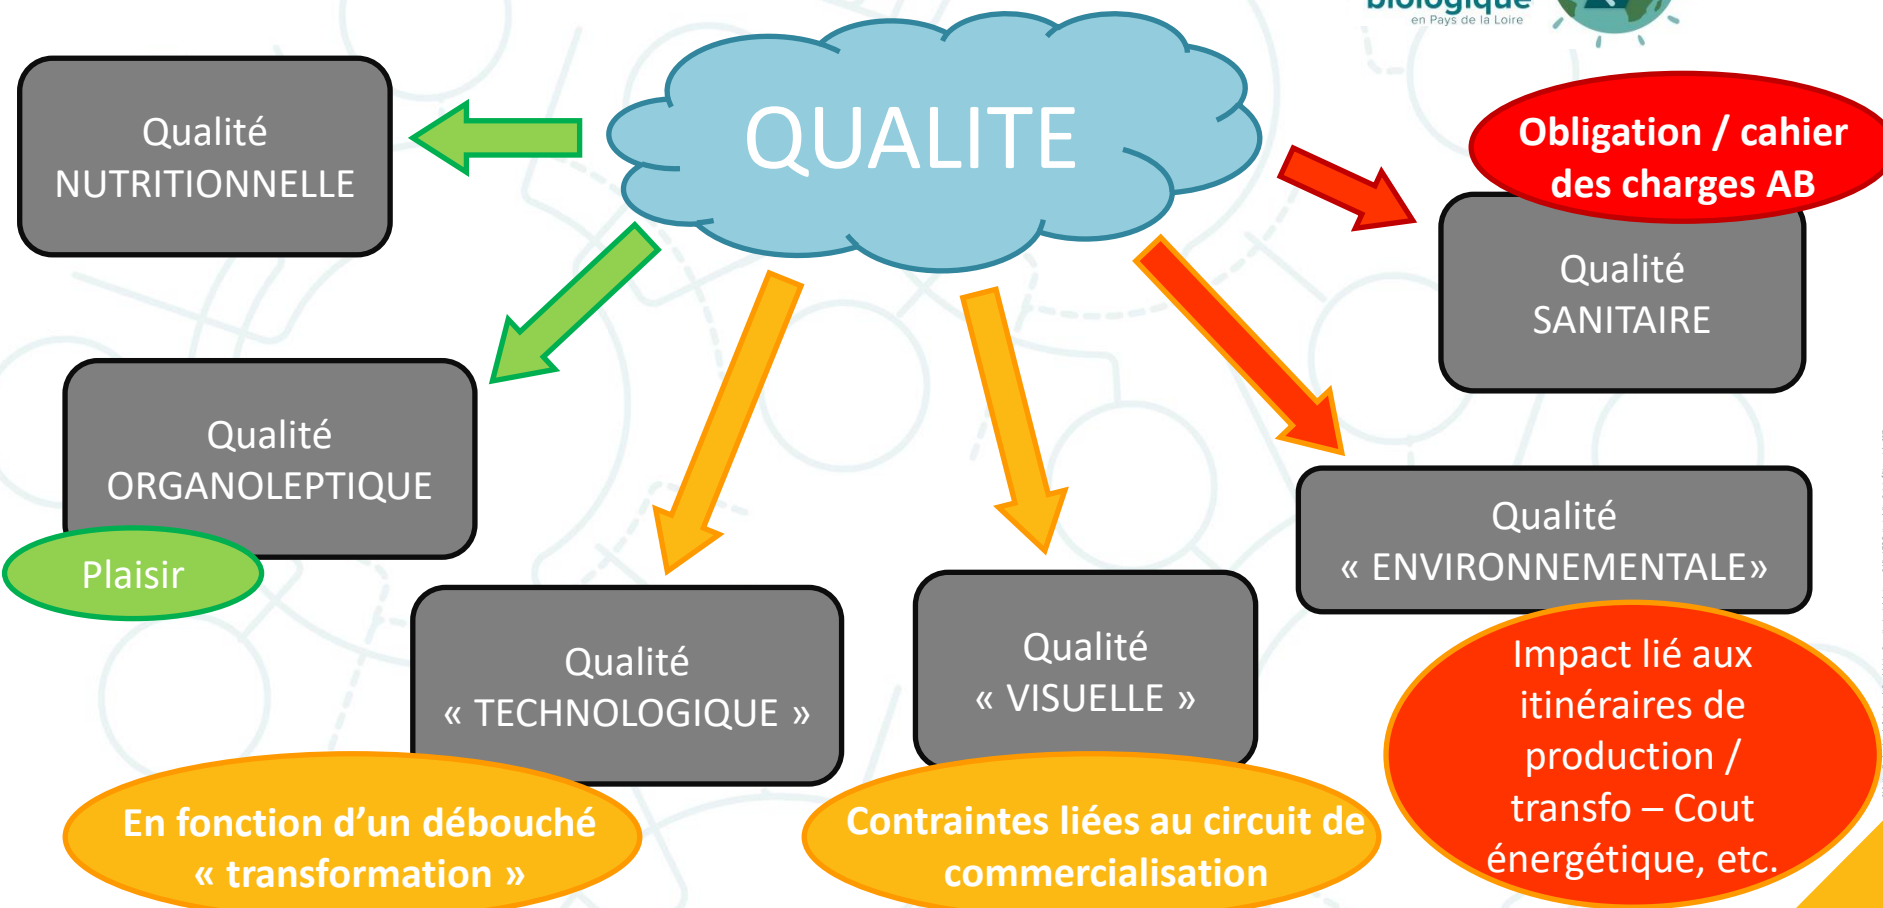 biologique
en Pays de la Loire
QUALITE
Qualité
NUTRITIONNELLE
Obligation / cahier
des charges AB
Qualité
SANITAIRE
Qualité
ORGANOLEPTIQUE
Plaisir
Qualité
« ENVIRONNEMENTALE»
Impact lié aux
itinéraires de
production /
transfo – Cout
énergétique, etc.
Qualité
« TECHNOLOGIQUE »
En fonction d’un débouché
« transformation »
Qualité
« VISUELLE »
Contraintes liées au circuit de
commercialisation